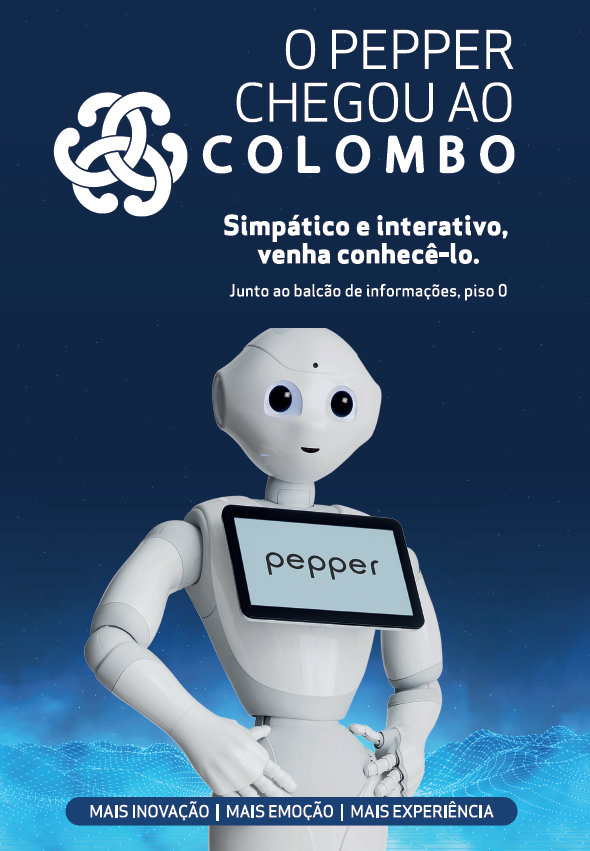 O PEPPER
CHEGOU AO
COLOMBO
Simpático e interativo,
venha conhecê-lo.
Junto ao balcão de informações, piso 0
pepper
MAIS INOVAÇÃO | MAIS EMOÇÃO | MAIS EXPERIÊNCIA